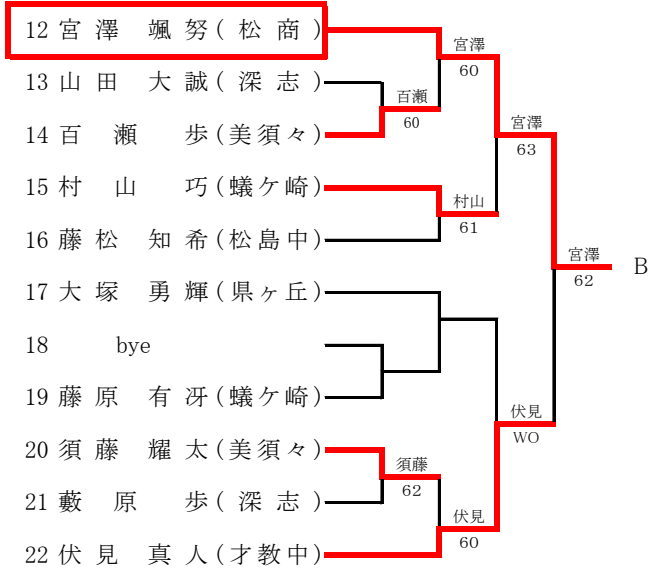 12 宮澤 颯努(松商)
宮澤
60
13 山田 大誠(深志)
百瀬
60
14 百瀬 歩(美須々)
宮澤
63
15 村山 巧(蟻ケ崎)
村山
61
16 藤松 知希(松島中)
宮澤
62
B
17 大塚 勇輝(県ヶ丘)
18 bye
19 藤原 有冴(蟻ケ崎)
伏見
WO
20 須藤 耀太(美須々)
須藤
62
21 藪原 歩(深志)
伏見
60
22 伏見 真人(才教中)